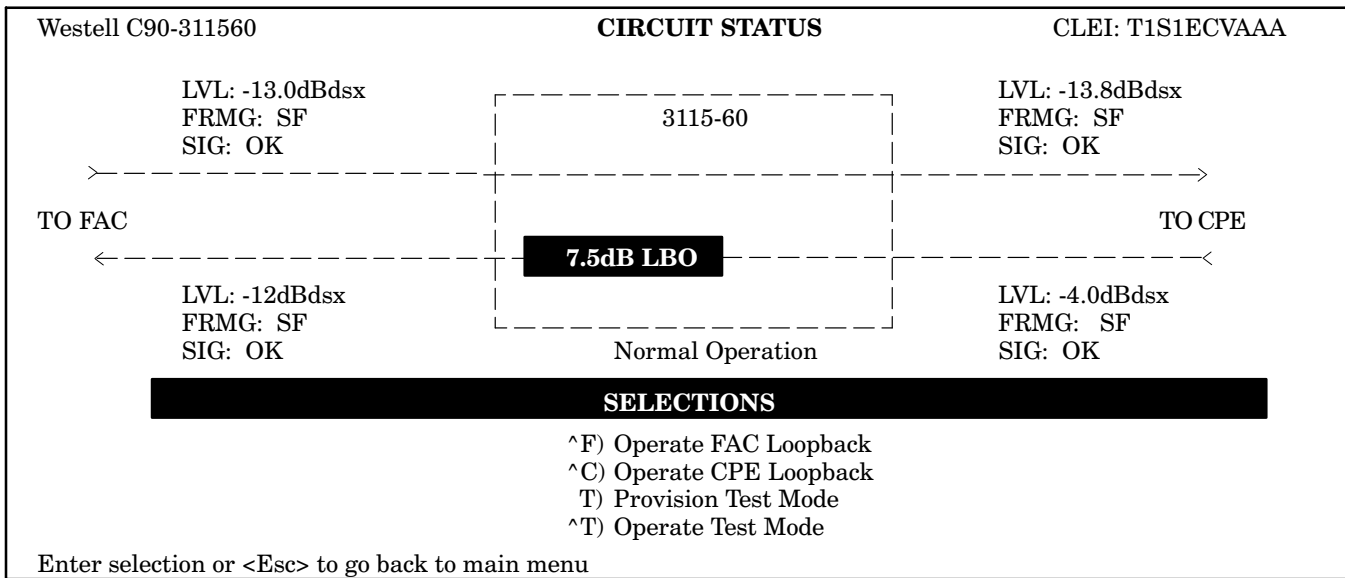 Westell C90-311560 CIRCUIT STATUS CLEI: T1S1ECVAAA
LVL: -13.0dBdsx
FRMG: SF
SIG: OK
3115-60
LVL: -13.8dBdsx
FRMG: SF
SIG: OK
TO FAC
TO CPE
7.5dB LBO
LVL: -12dBdsx
FRMG: SF
SIG: OK
Normal Operation
LVL: -4.0dBdsx
FRMG: SF
SIG: OK
SELECTIONS
^F) Operate FAC Loopback
^C) Operate CPE Loopback
T) Provision Test Mode
^T) Operate Test Mode
Enter selection or <Esc> to go back to main menu